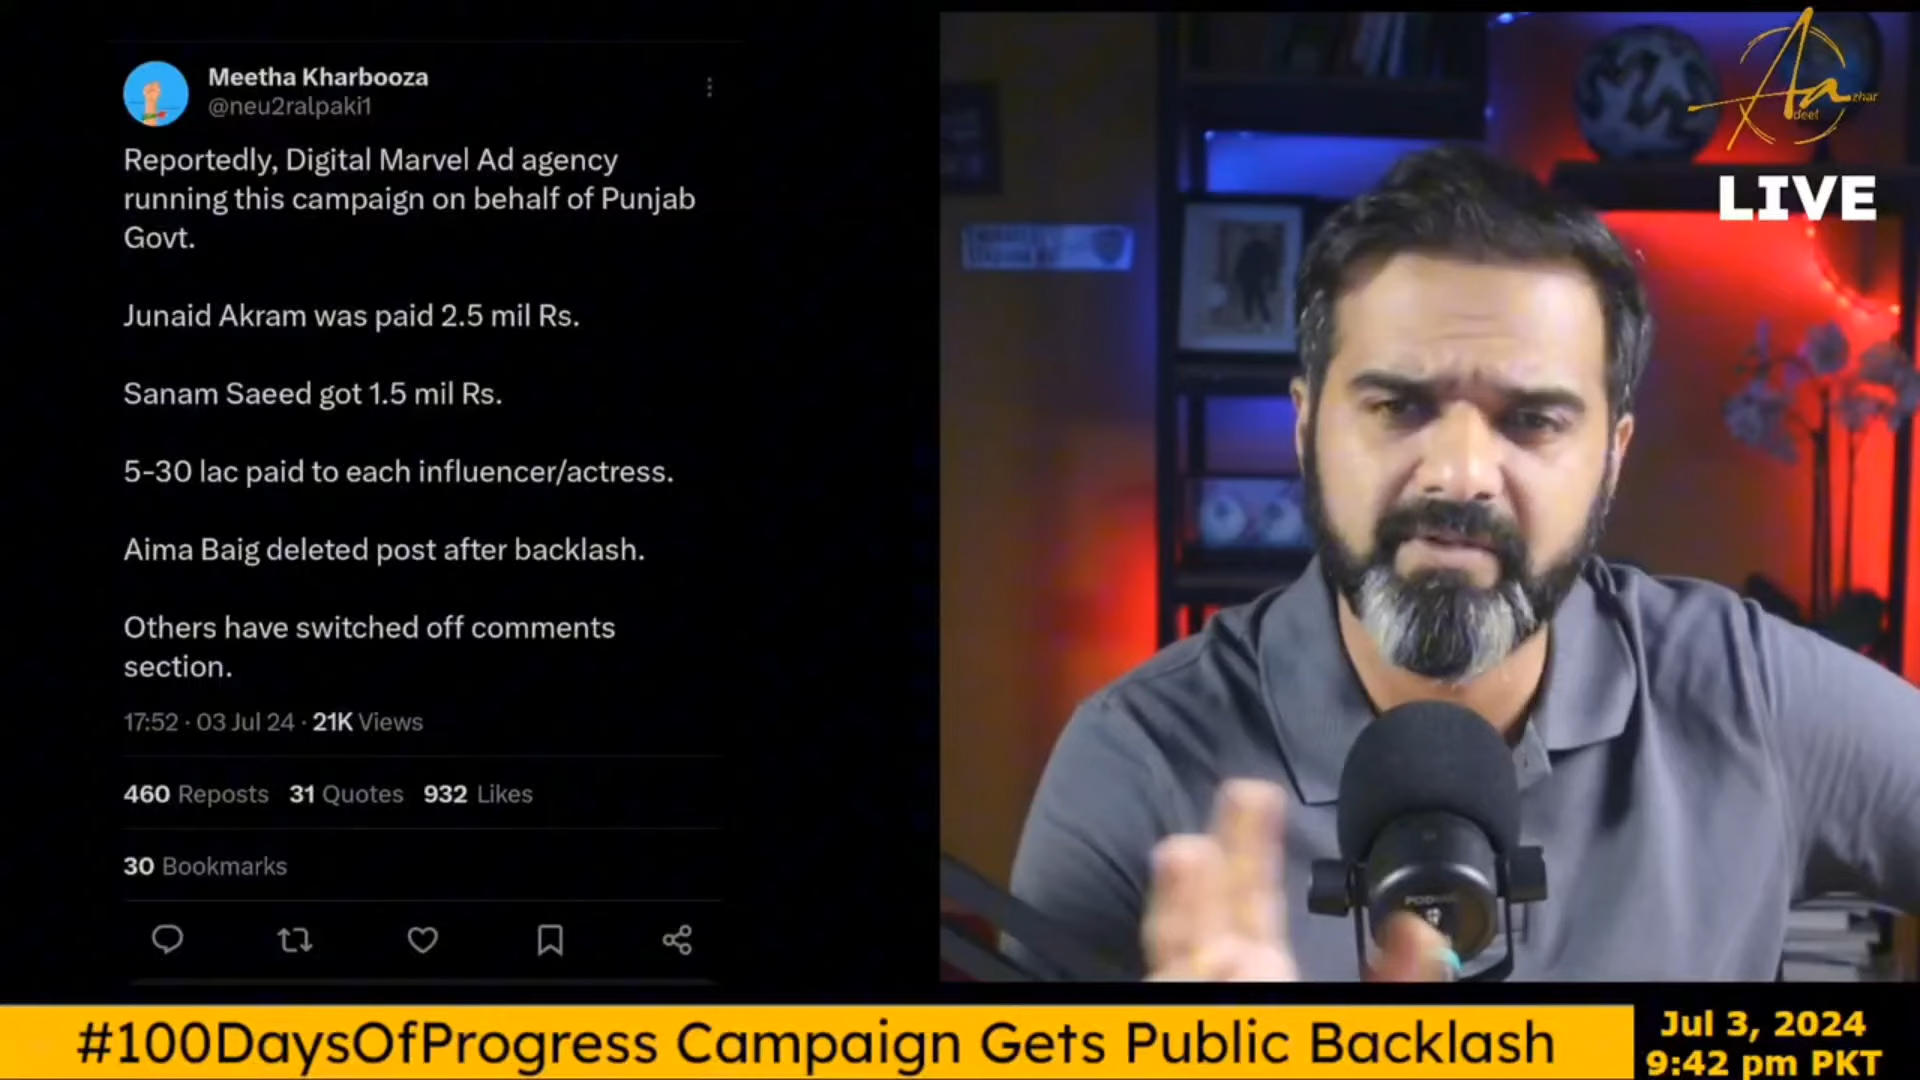 Meetha Kharbooza
@neu2ralpaki1
Reportedly, Digital Marvel Ad agency
running this campaign on behalf of Punjab
Govt.
Junaid Akram was paid 2.5 mil Rs.
Sanam Saeed got 1.5 mil Rs.
5-30 lac paid to each influencer/actress.
Aima Baig deleted post after backlash.
Others have switched off comments
section.
17:52 · 03 Jul 24 · 21K Views
460 Reposts 31 Quotes 932 Likes
30 Bookmarks
Aa
zhar
deel
LIVE
#100DaysOfProgress Campaign Gets Public Backlash
Jul 3, 2024
9:42 pm PKT